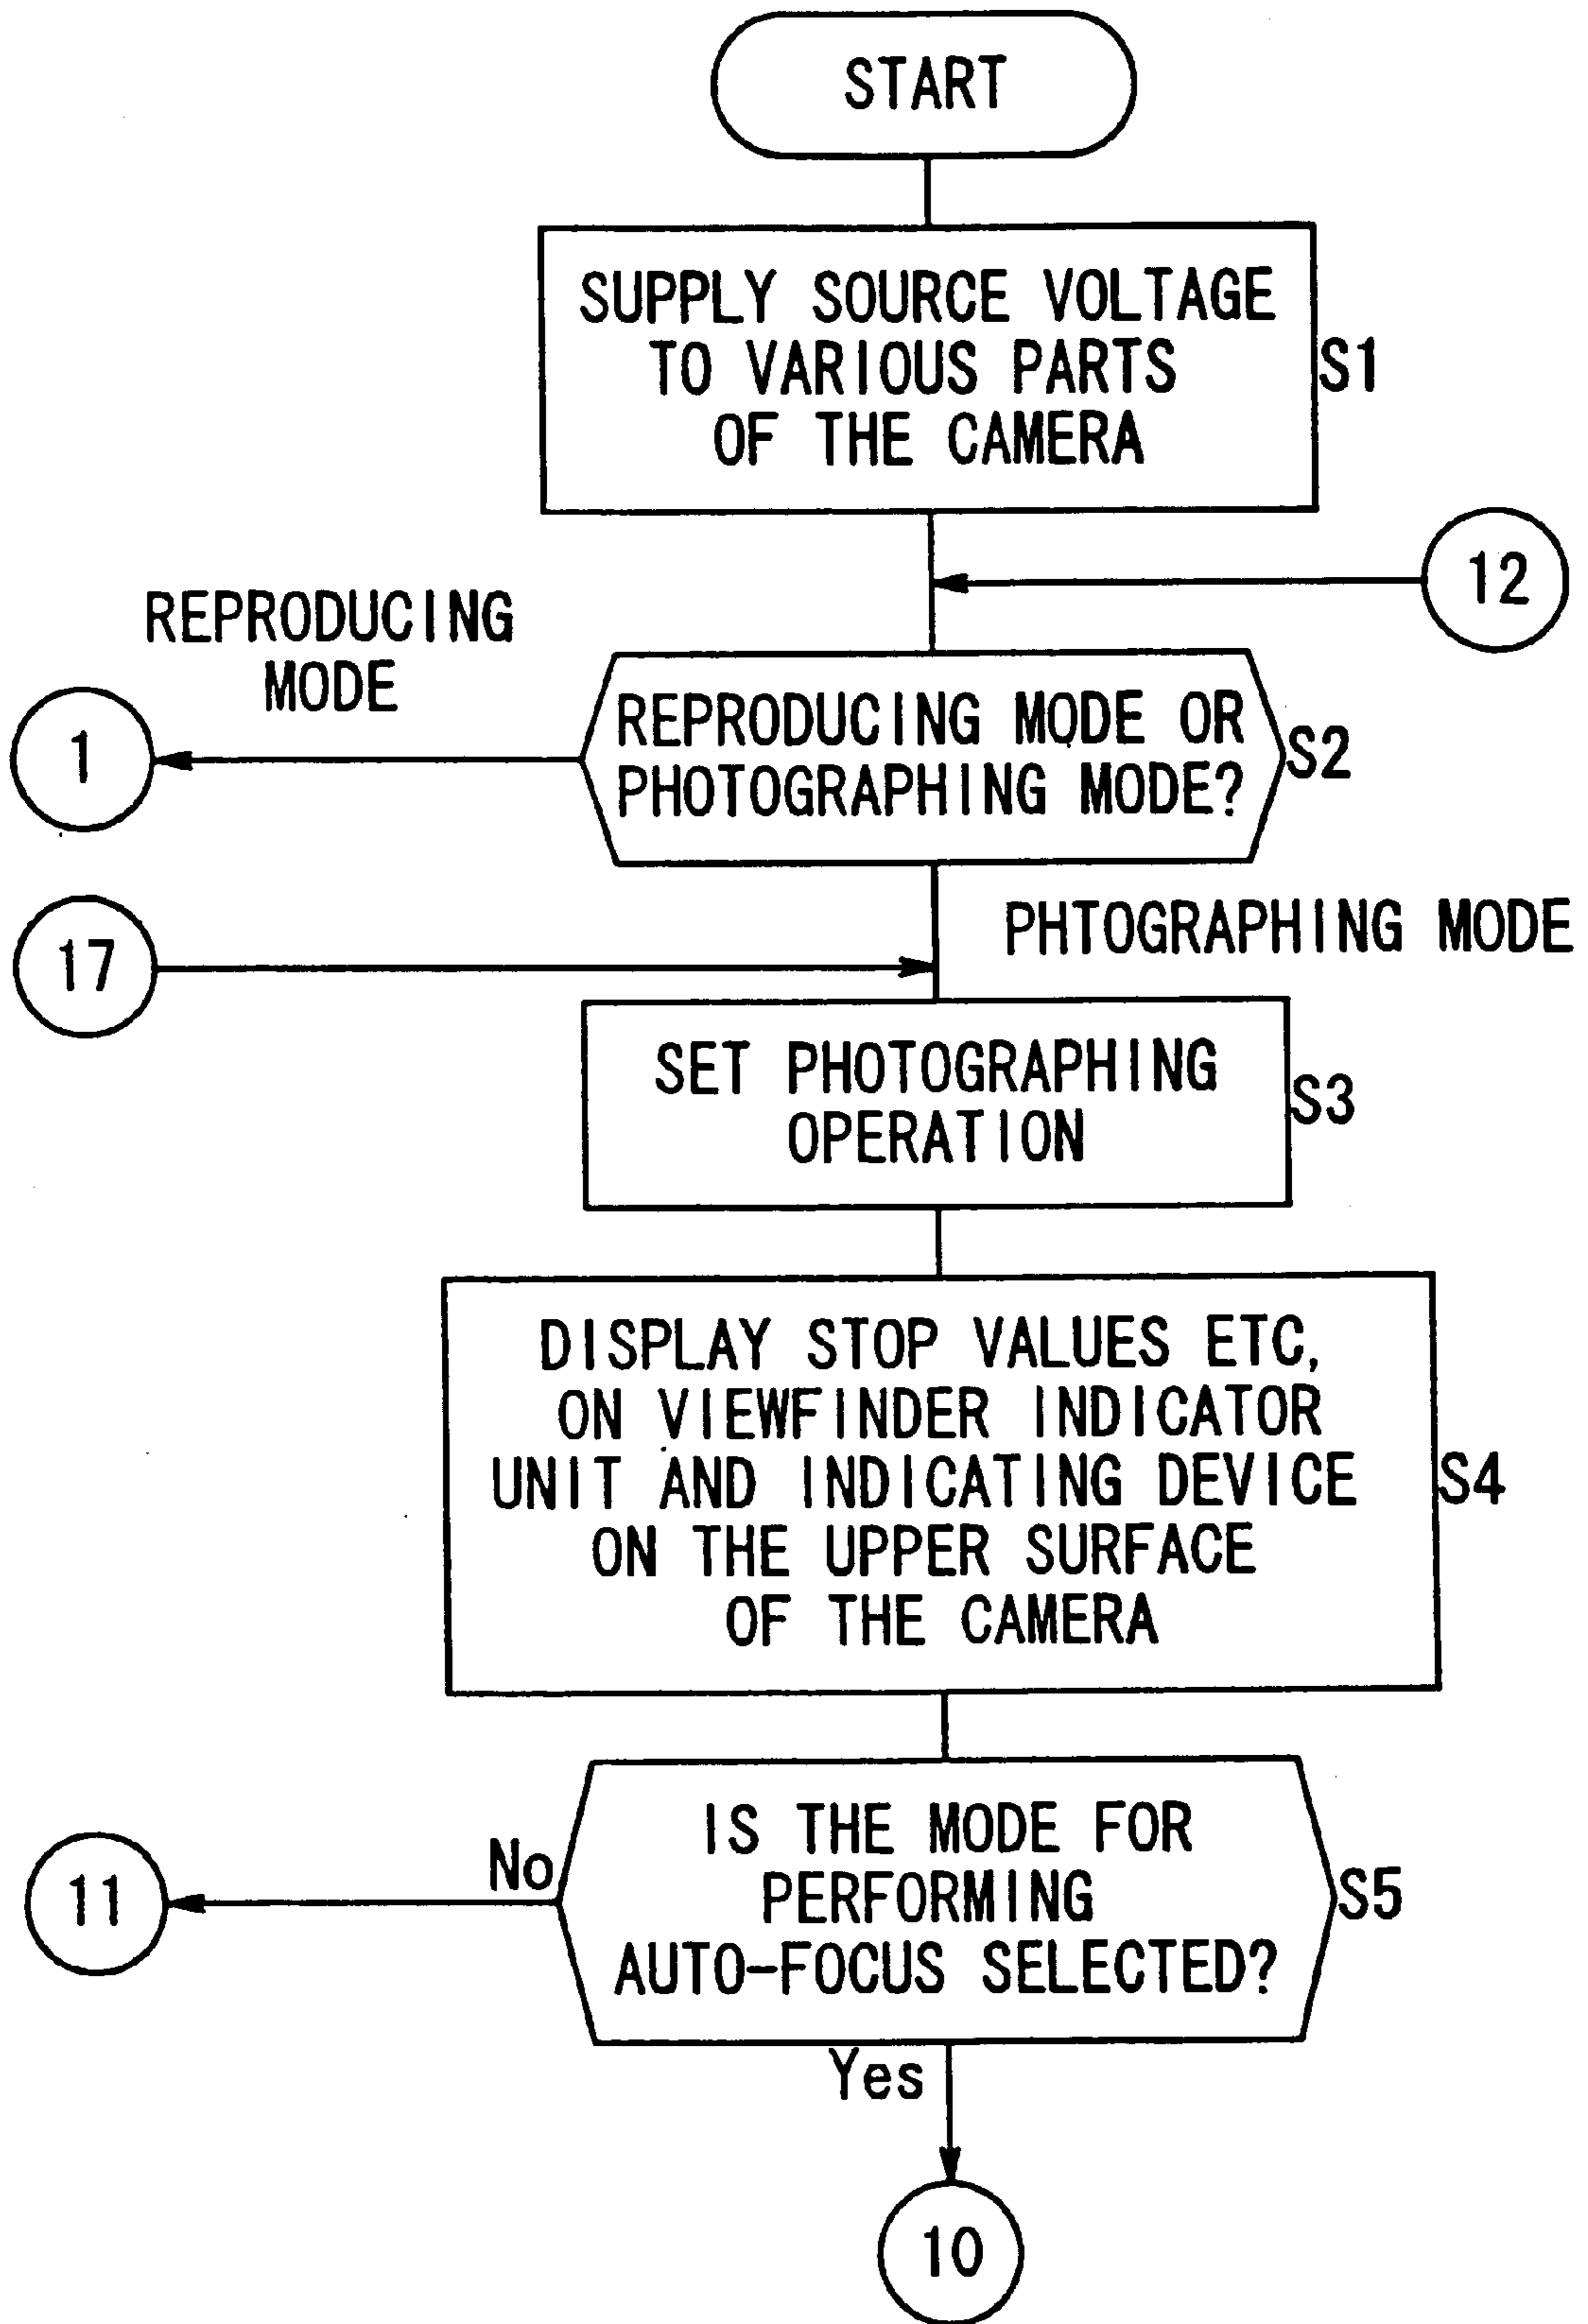 START
SUPPLY SOURCE VOLTAGE
TO VARIOUS PARTS
OF THE CAMERA
S1
12
REPRODUCING
MODE
1
REPRODUCING MODE OR
PHOTOGRAPHING MODE?
S2
PHTOGRAPHING MODE
17
SET PHOTOGRAPHING
OPERATION
S3
DISPLAY STOP VALUES ETC,
ON VIEWFINDER INDICATOR
UNIT AND INDICATING DEVICE
ON THE UPPER SURFACE
OF THE CAMERA
S4
IS THE MODE FOR
PERFORMING
AUTO-FOCUS SELECTED?
S5
No
11
Yes
10